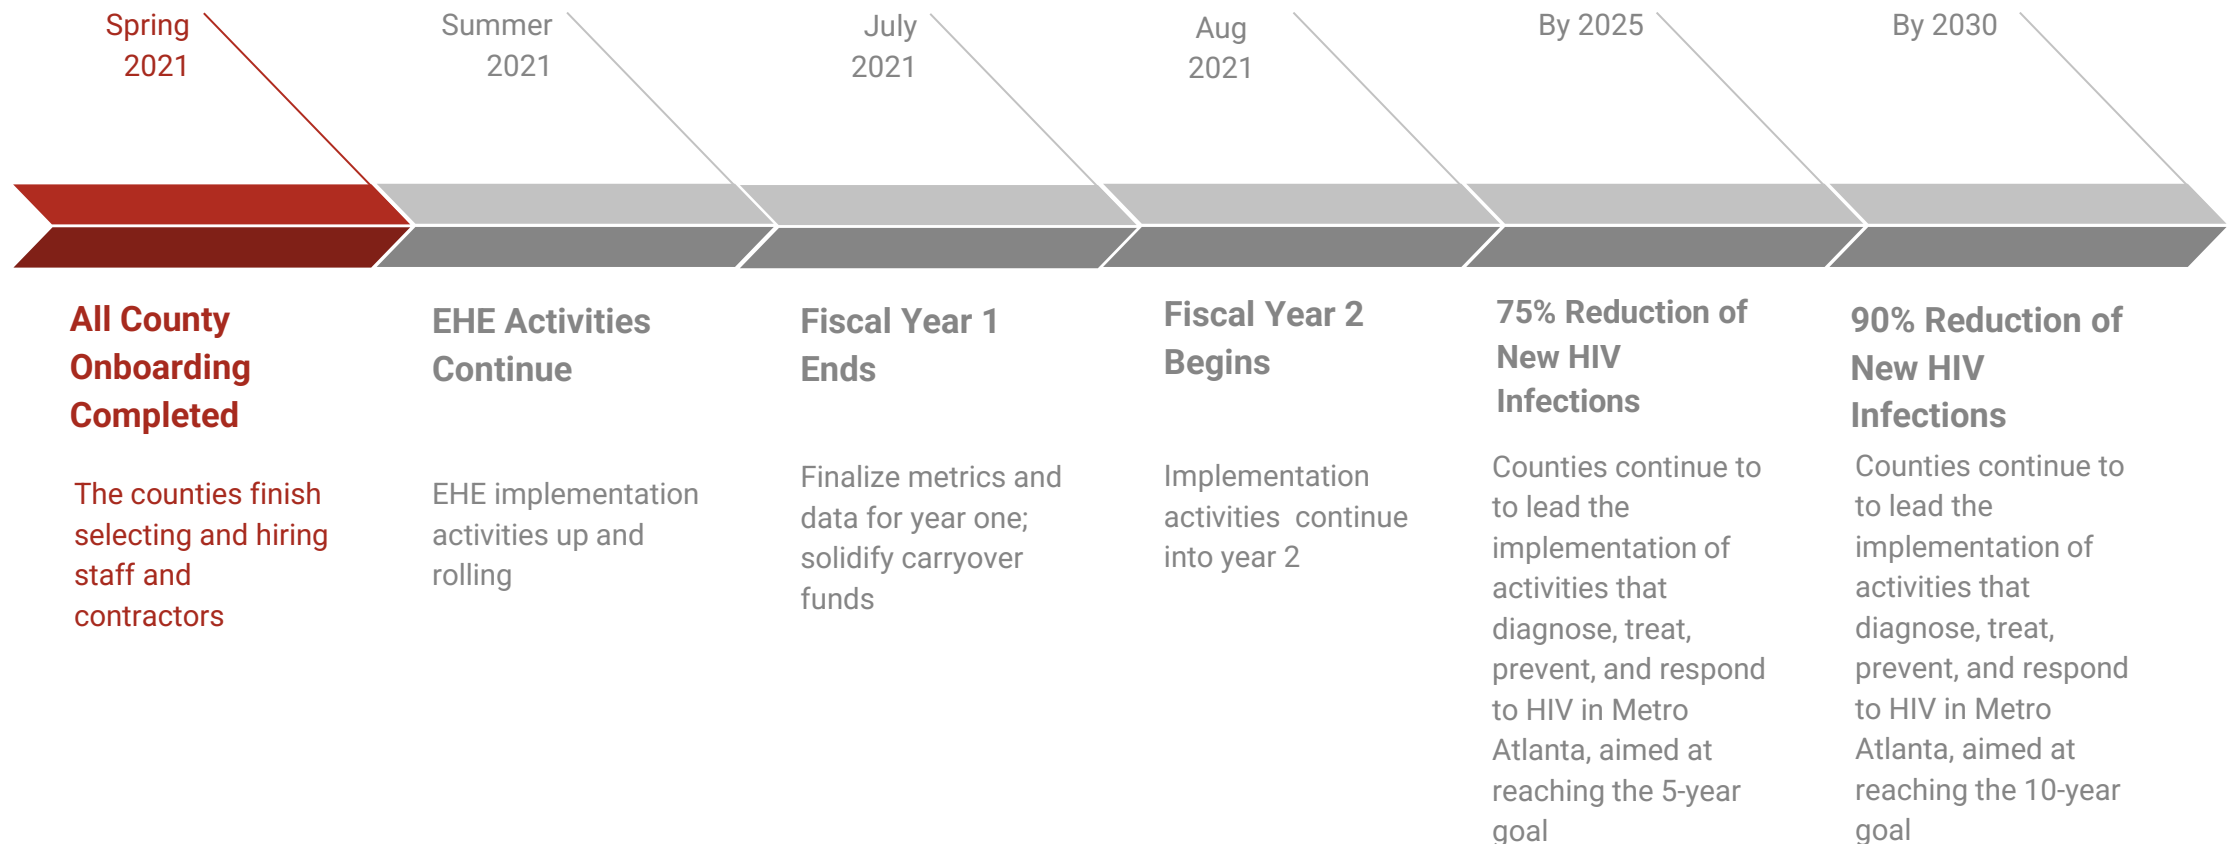 Spring
2021
Summer
2021
July
2021
Aug
2021
By 2025
By 2030
All County
Onboarding
Completed
The counties finish
selecting and hiring
staff and
contractors
EHE Activities
Continue
EHE implementation
activities up and
rolling
Fiscal Year 1
Ends
Finalize metrics and
data for year one;
solidify carryover
funds
Fiscal Year 2
Begins
Implementation
activities  continue
into year 2
75% Reduction of
New HIV
Infections
Counties continue to
to lead the
implementation of
activities that
diagnose, treat,
prevent, and respond
to HIV in Metro
Atlanta, aimed at
reaching the 5-year
goal
90% Reduction of
New HIV
Infections
Counties continue to
to lead the
implementation of
activities that
diagnose, treat,
prevent, and respond
to HIV in Metro
Atlanta, aimed at
reaching the 10-year
goal